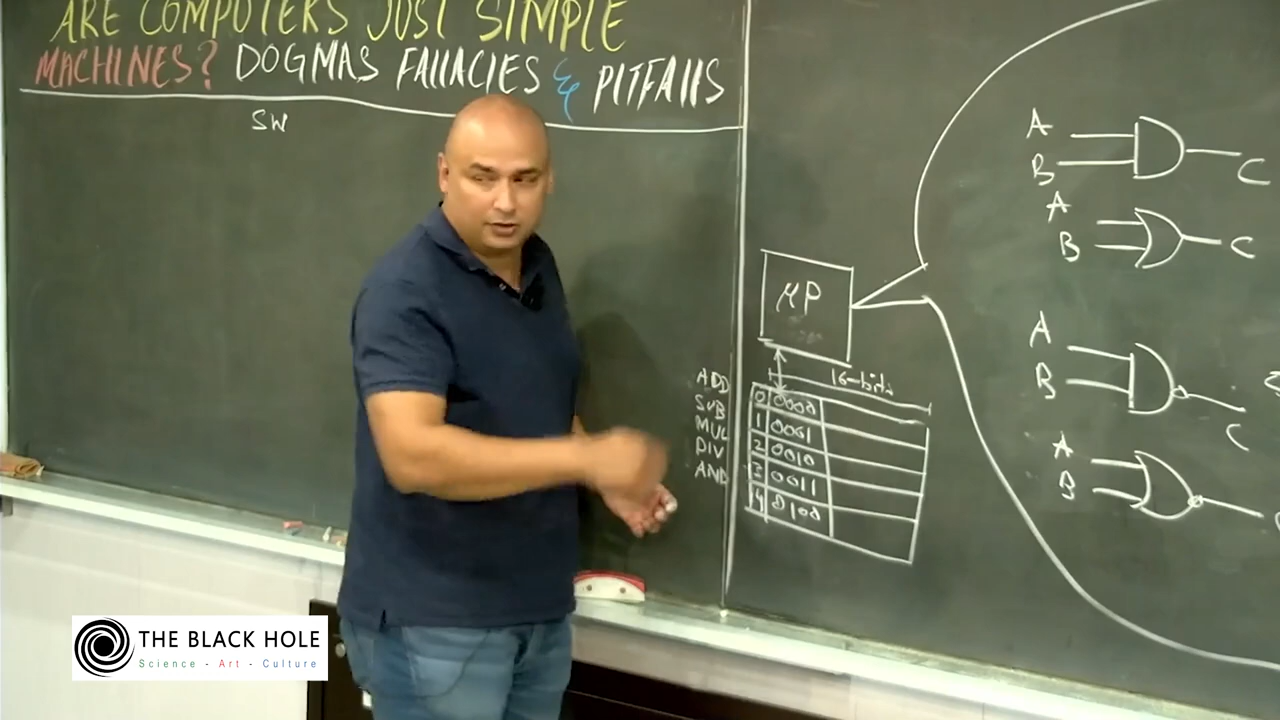 ARE COMPUTERS JUST SIMPLE
MACHINES? DOGMAS FALLACIES & PITFALLS
SW
μP
16-bits
ADD 0 0000
SUB 1 0001
MUL 2 0010
DIV 3 0011
AND 4 0100
A
B C
A
B C
A
B C
A
B
THE BLACK HOLE
Science - Art - Culture